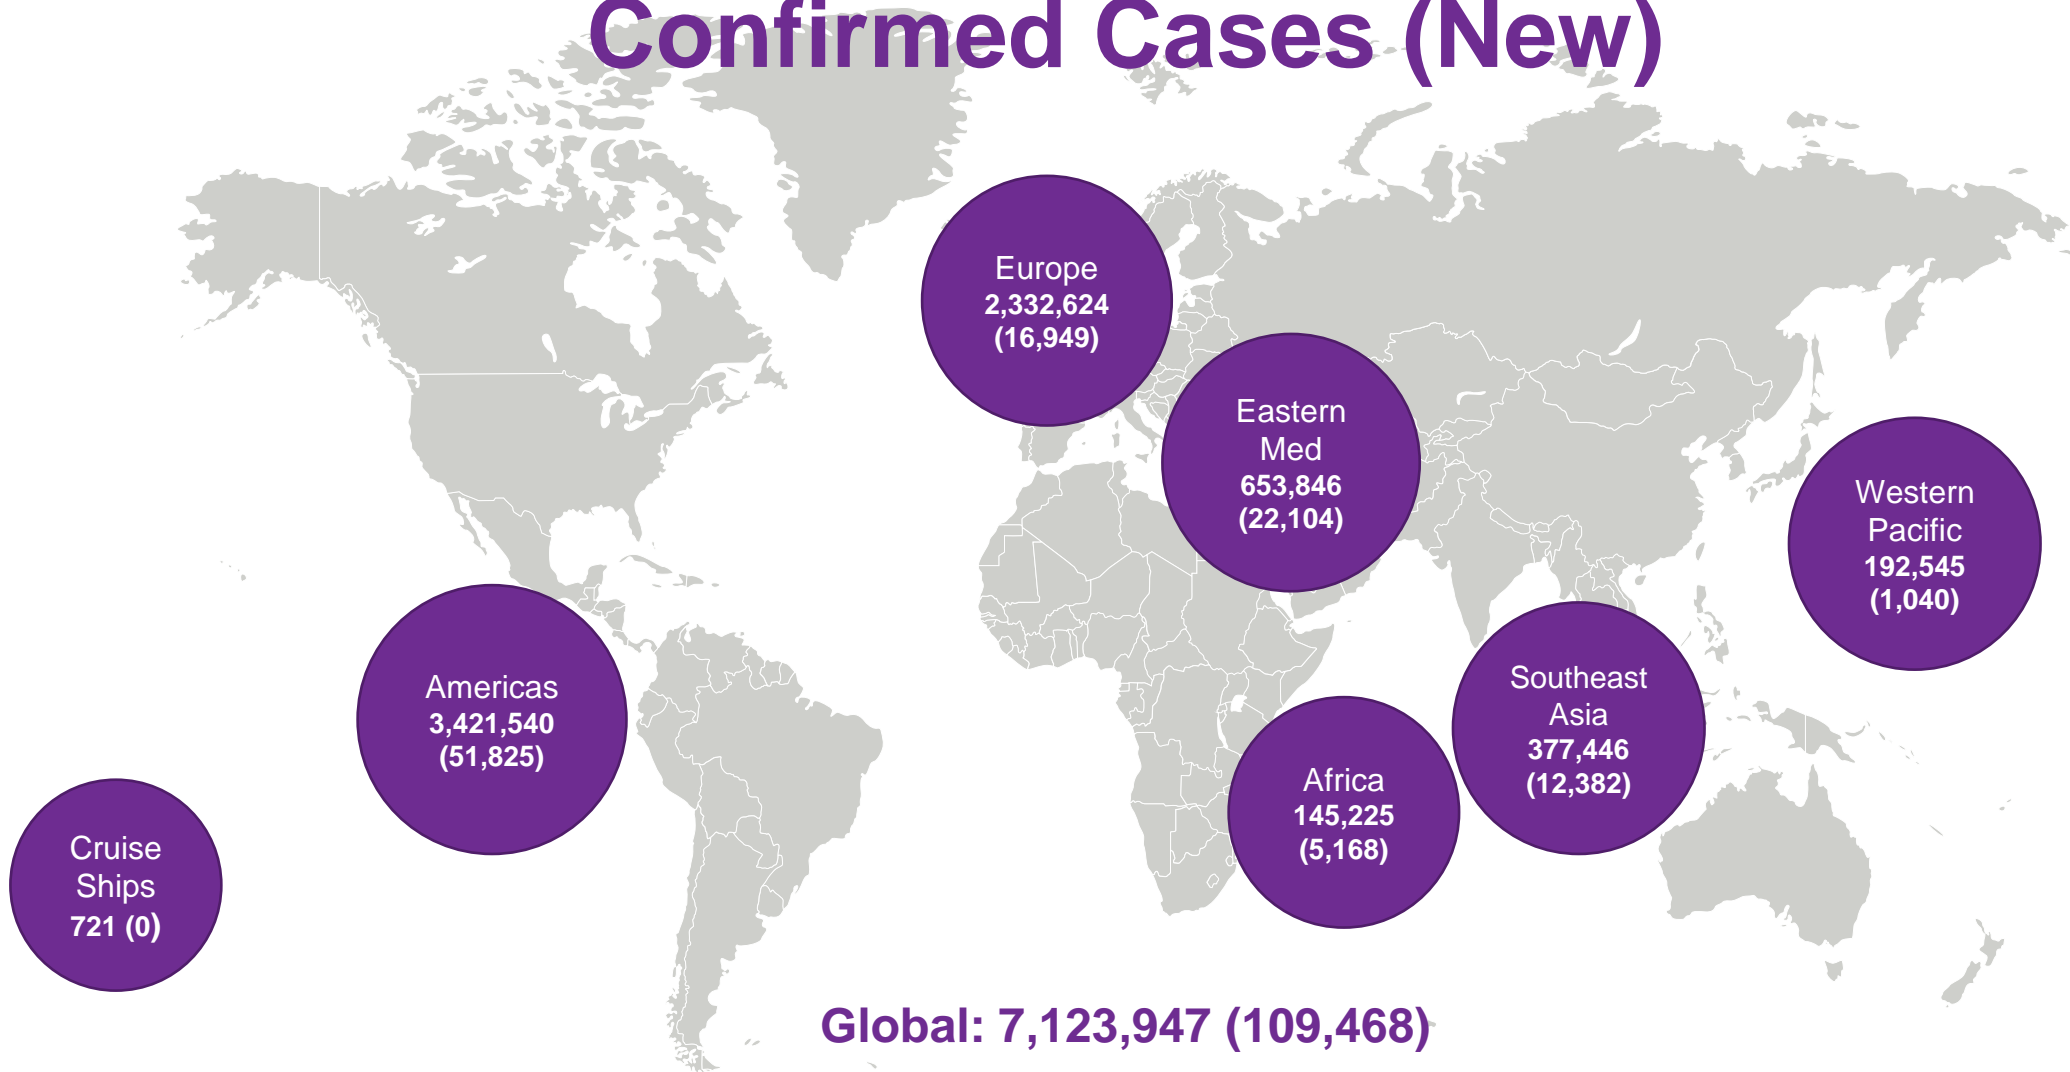 Confirmed Cases (New)
Europe
2,332,624
(16,949)
Eastern
Med
653,846
(22,104)
Western
Pacific
192,545
(1,040)
Americas
3,421,540
(51,825)
Southeast
Asia
377,446
(12,382)
Africa
145,225
(5,168)
Cruise
Ships
721 (0)
Global: 7,123,947 (109,468)